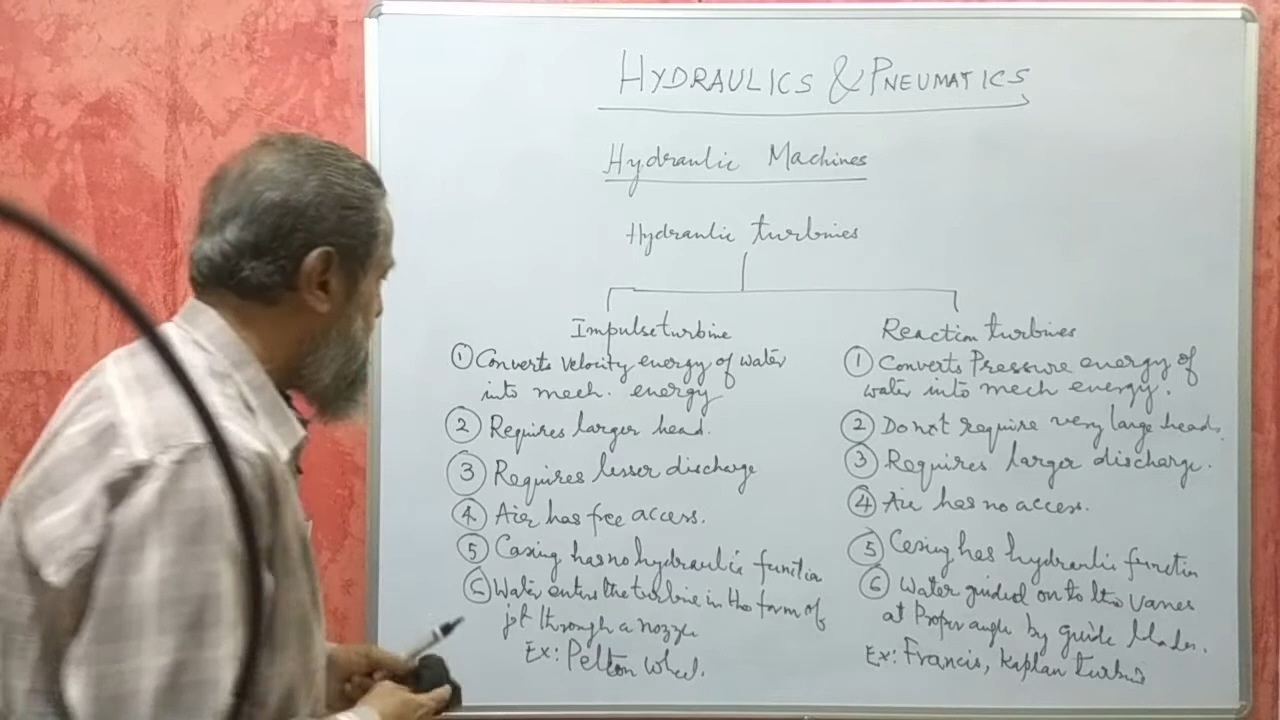 HYDRAULICS & PNEUMATICS
Hydraulic Machines
Hydraulic turbines
Impulse turbine
① Converts velocity energy of water
into mech. energy
② Requires larger head.
③ Requires lesser discharge
④ Air has free access.
⑤ Casing has no hydraulic function
⑥ Water enters the turbine in the form of
jet through a nozzle
Ex: Pelton wheel.
Reaction turbines
① Converts Pressure energy of
water into mech energy.
② Do not require very large heads.
③ Requires larger discharge.
④ Air has no access.
⑤ Casing has hydraulic function
⑥ Water guided on to the vanes
at Proper angle by guide blades.
Ex: Francis, Kaplan turbine